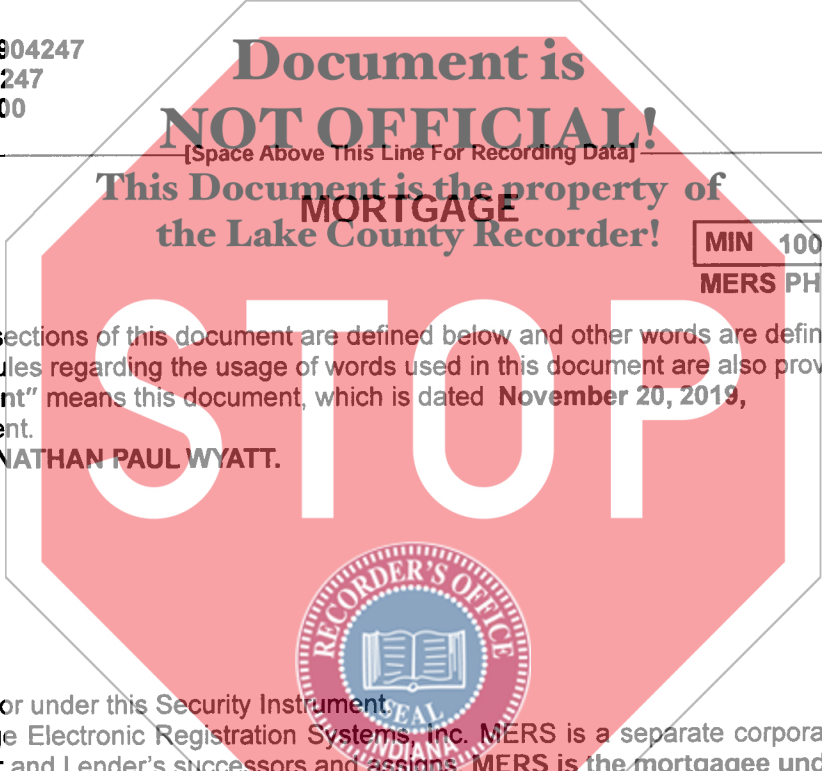 904247
Document is
247
00
NOT OFFICIAL!
[Space Above This Line For Recording Data]
This Document is the property of
MORTGAGE
the Lake County Recorder!
MIN 100
MERS PH
STOP
sections of this document are defined below and other words are defin
ules regarding the usage of words used in this document are also prov
nt” means this document, which is dated November 20, 2019,
ent.
NATHAN PAUL WYATT.
RECORDER'S OFFICE
SEAL
INDIANA
or under this Security Instrument.
e Electronic Registration Systems, Inc. MERS is a separate corpora
r and Lender's successors and assigns. MERS is the mortgagee und